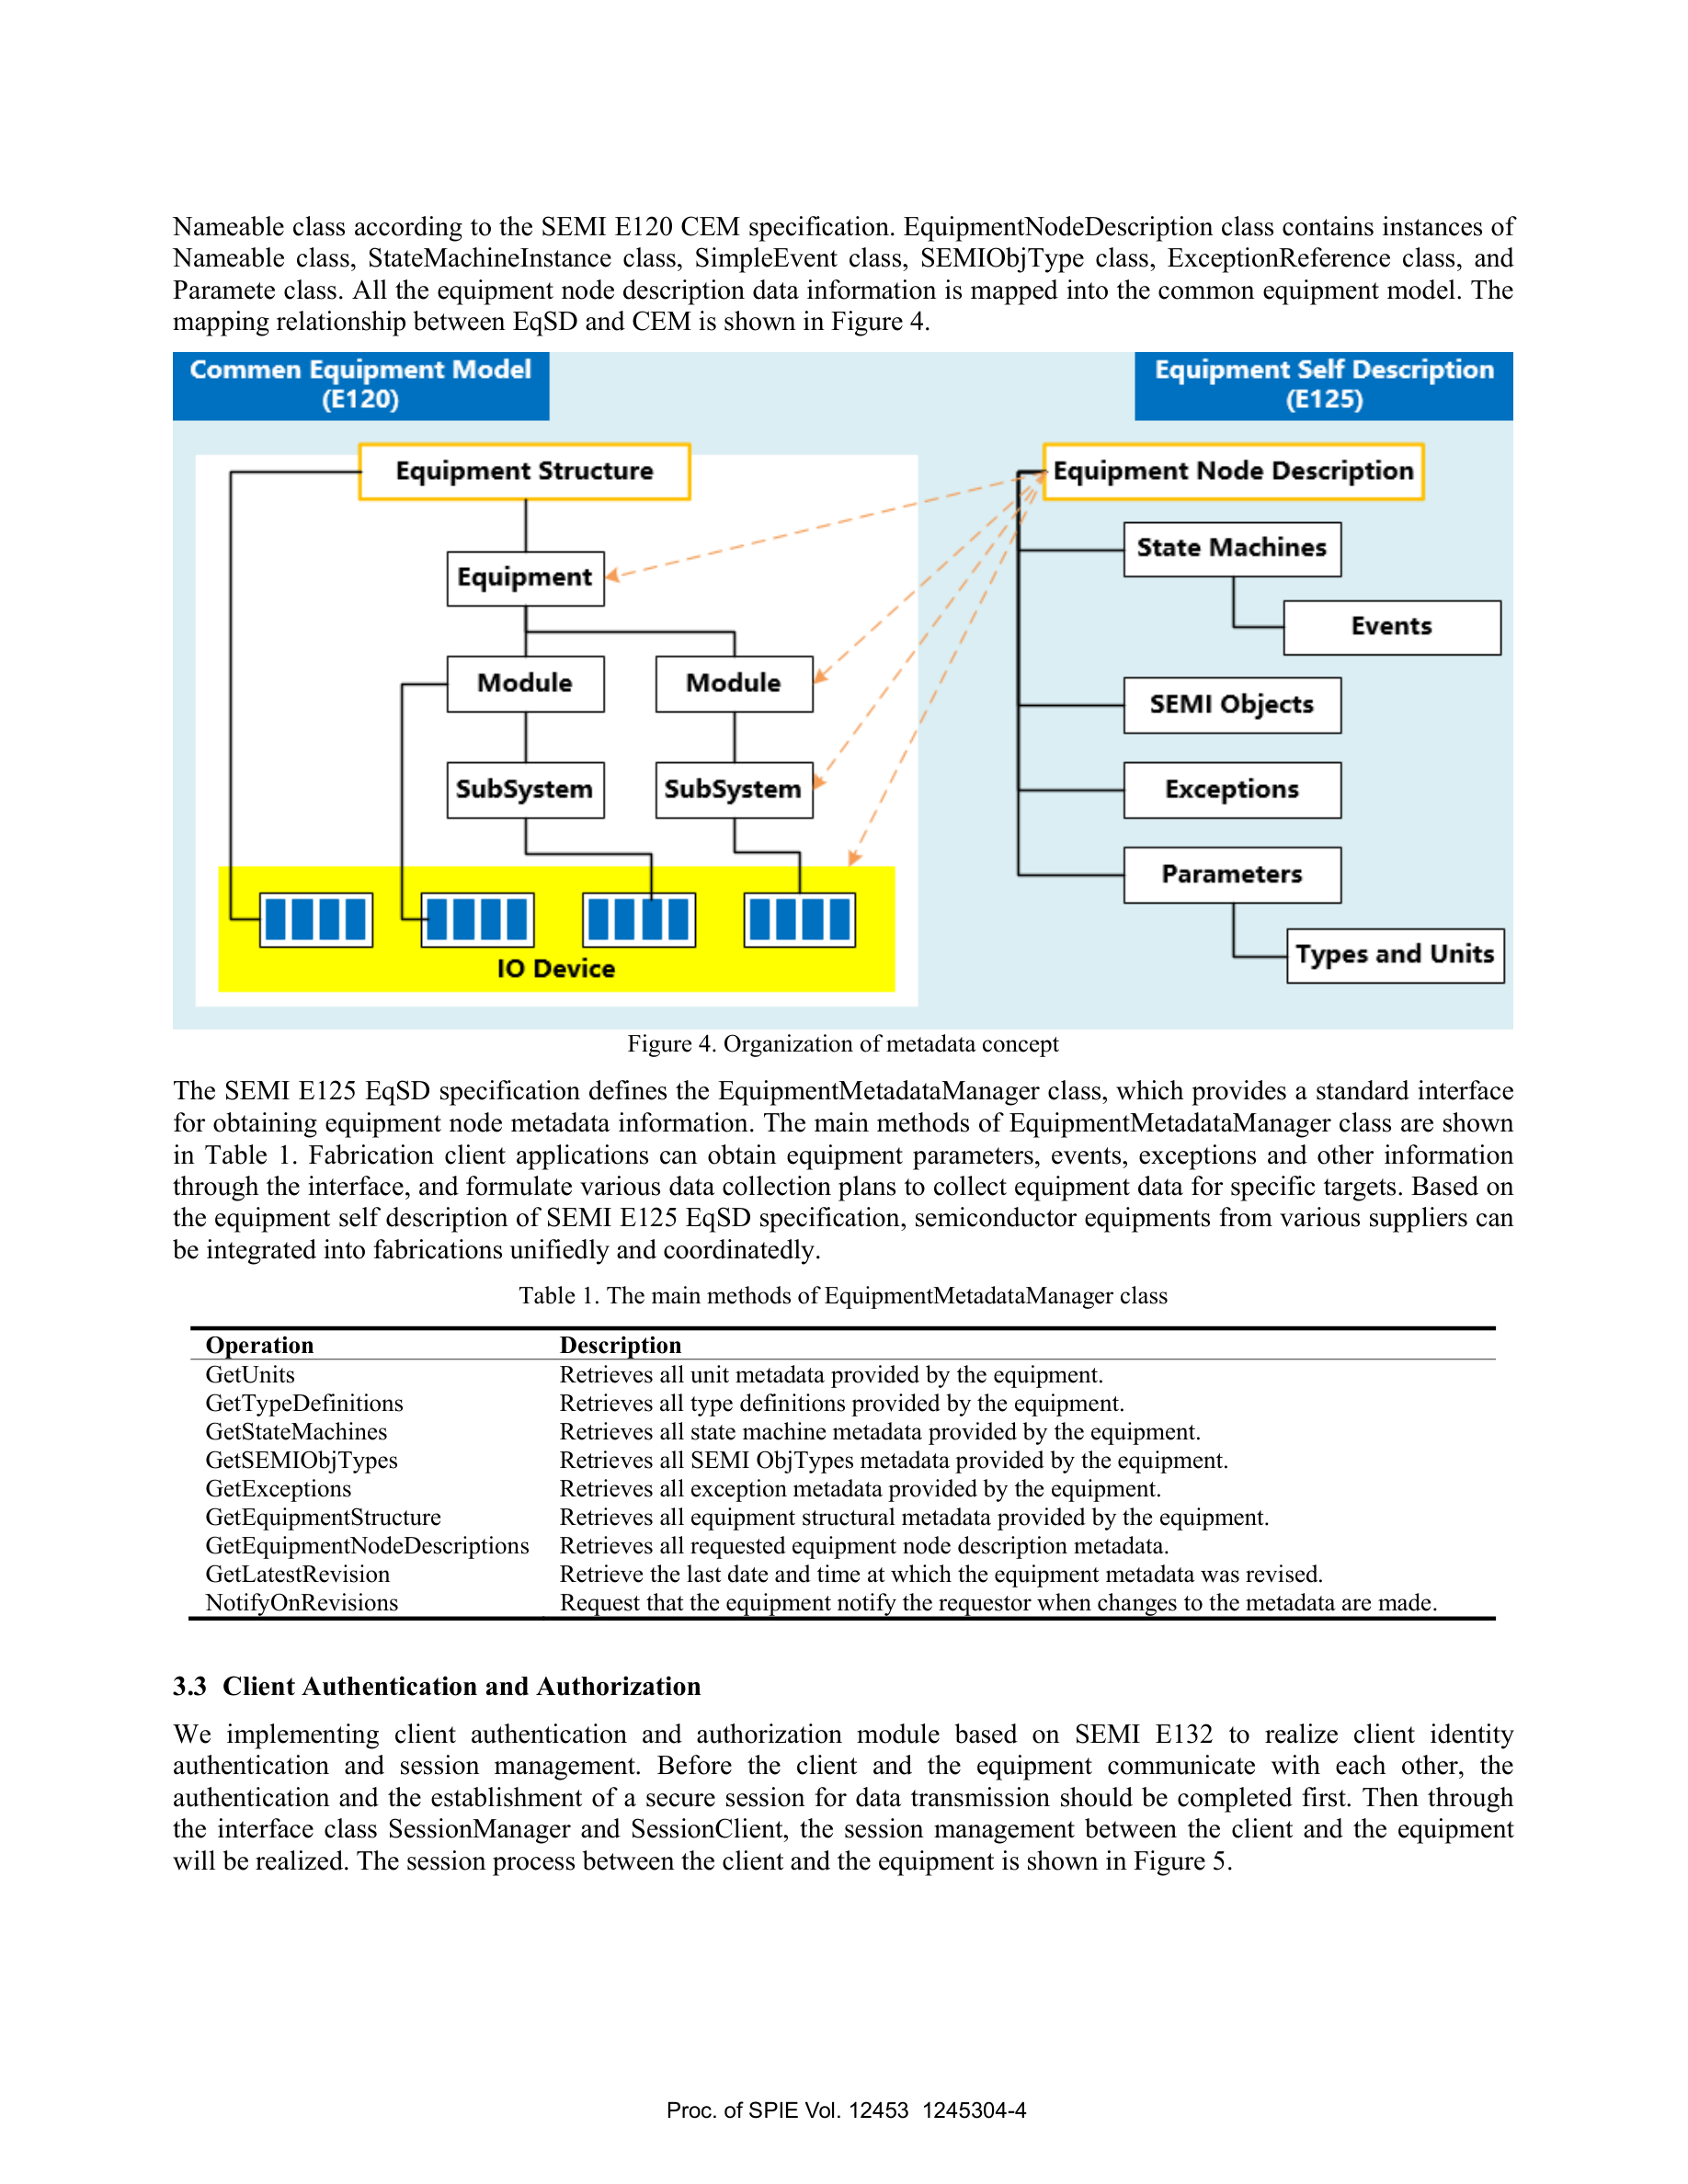 Nameable class according to the SEMI E120 CEM specification. EquipmentNodeDescription class contains instances of
Nameable class, StateMachineInstance class, SimpleEvent class, SEMIObjType class, ExceptionReference class, and
Paramete class. All the equipment node description data information is mapped into the common equipment model. The
mapping relationship between EqSD and CEM is shown in Figure 4.
Commen Equipment Model
(E120)
Equipment Self Description
(E125)
Equipment Structure
Equipment
Module
Module
SubSystem
SubSystem
IO Device
Equipment Node Description
State Machines
Events
SEMI Objects
Exceptions
Parameters
Types and Units
Figure 4. Organization of metadata concept
The SEMI E125 EqSD specification defines the EquipmentMetadataManager class, which provides a standard interface
for obtaining equipment node metadata information. The main methods of EquipmentMetadataManager class are shown
in Table 1. Fabrication client applications can obtain equipment parameters, events, exceptions and other information
through the interface, and formulate various data collection plans to collect equipment data for specific targets. Based on
the equipment self description of SEMI E125 EqSD specification, semiconductor equipments from various suppliers can
be integrated into fabrications unifiedly and coordinatedly.
Table 1. The main methods of EquipmentMetadataManager class
Operation Description
GetUnits Retrieves all unit metadata provided by the equipment.
GetTypeDefinitions Retrieves all type definitions provided by the equipment.
GetStateMachines Retrieves all state machine metadata provided by the equipment.
GetSEMIObjTypes Retrieves all SEMI ObjTypes metadata provided by the equipment.
GetExceptions Retrieves all exception metadata provided by the equipment.
GetEquipmentStructure Retrieves all equipment structural metadata provided by the equipment.
GetEquipmentNodeDescriptions Retrieves all requested equipment node description metadata.
GetLatestRevision Retrieve the last date and time at which the equipment metadata was revised.
NotifyOnRevisions Request that the equipment notify the requestor when changes to the metadata are made.
3.3 Client Authentication and Authorization
We implementing client authentication and authorization module based on SEMI E132 to realize client identity
authentication and session management. Before the client and the equipment communicate with each other, the
authentication and the establishment of a secure session for data transmission should be completed first. Then through
the interface class SessionManager and SessionClient, the session management between the client and the equipment
will be realized. The session process between the client and the equipment is shown in Figure 5.
Proc. of SPIE Vol. 12453 1245304-4